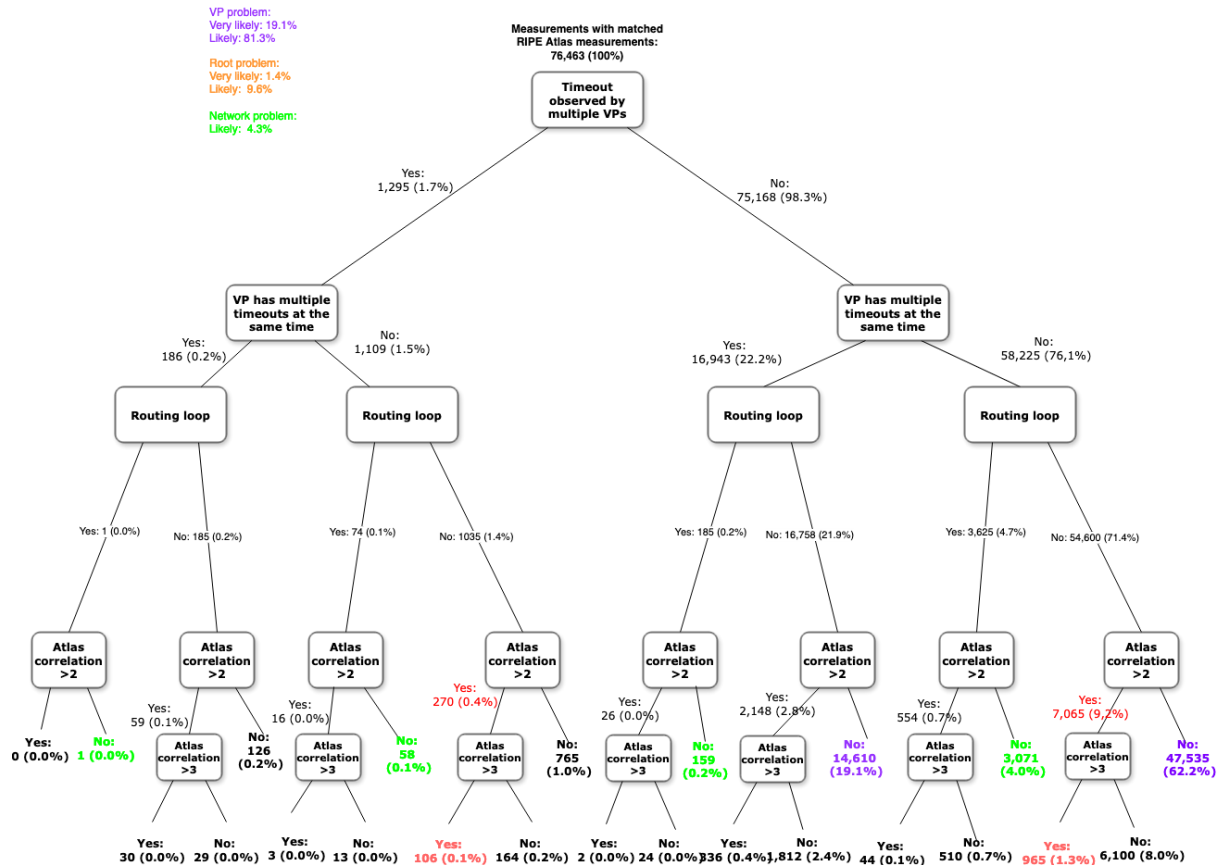 VP problem:
Very likely: 19.1%
Likely: 81.3%
Root problem:
Very likely: 1.4%
Likely: 9.6%
Network problem:
Likely: 4.3%
Measurements with matched
RIPE Atlas measurements:
76,463 (100%)
Timeout
observed by
multiple VPs
Yes:
1,295 (1.7%)
No:
75,168 (98.3%)
VP has multiple
timeouts at the
same time
VP has multiple
timeouts at the
same time
Yes:
186 (0.2%)
No:
1,109 (1.5%)
Yes:
16,943 (22.2%)
No:
58,225 (76,1%)
Routing loop
Routing loop
Routing loop
Routing loop
Yes: 1 (0.0%)
No: 185 (0.2%)
Yes: 74 (0.1%)
No: 1035 (1.4%)
Yes: 185 (0.2%)
No: 16,758 (21.9%)
Yes: 3,625 (4.7%)
No: 54,600 (71.4%)
Atlas
correlation
>2
Atlas
correlation
>2
Atlas
correlation
>2
Atlas
correlation
>2
Atlas
correlation
>2
Atlas
correlation
>2
Atlas
correlation
>2
Atlas
correlation
>2
Yes:
0 (0.0%)
No:
1 (0.0%)
Yes:
59 (0.1%)
No:
126
(0.2%)
Yes:
16 (0.0%)
No:
58
(0.1%)
Yes:
270 (0.4%)
No:
765
(1.0%)
Yes:
26 (0.0%)
No:
159
(0.2%)
Yes:
2,148 (2.8%)
No:
14,610
(19.1%)
Yes:
554 (0.7%)
No:
3,071
(4.0%)
Yes:
7,065 (9,2%)
No:
47,535
(62.2%)
Atlas
correlation
>3
Atlas
correlation
>3
Atlas
correlation
>3
Atlas
correlation
>3
Atlas
correlation
>3
Atlas
correlation
>3
Atlas
correlation
>3
Yes:
30 (0.0%)
No:
29 (0.0%)
Yes:
3 (0.0%)
No:
13 (0.0%)
Yes:
106 (0.1%)
No:
164 (0.2%)
Yes:
2 (0.0%)
No:
24 (0.0%)
Yes:
336 (0.4%)
No:
1,812 (2.4%)
Yes:
44 (0.1%)
No:
510 (0.7%)
Yes:
965 (1.3%)
No:
6,100 (8.0%)